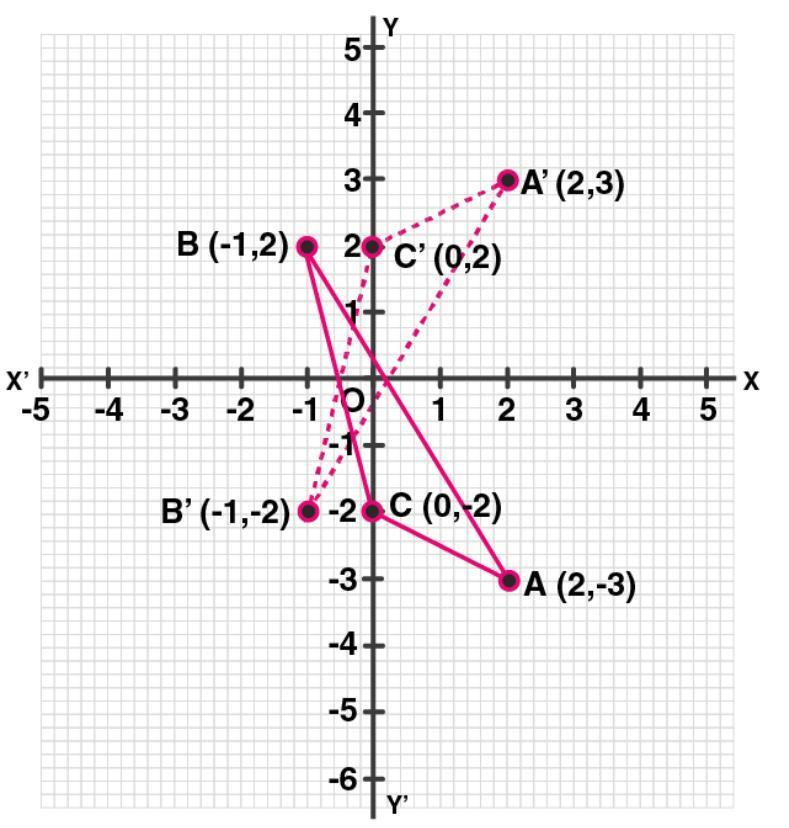 Y
5
4
3
A’ (2,3)
B (-1,2)
2
C’ (0,2)
1
X’
X
O
-5 -4 -3 -2 -1 1 2 3 4 5
-1
B’ (-1,-2)
-2
C (0,-2)
-3
A (2,-3)
-4
-5
-6
Y’